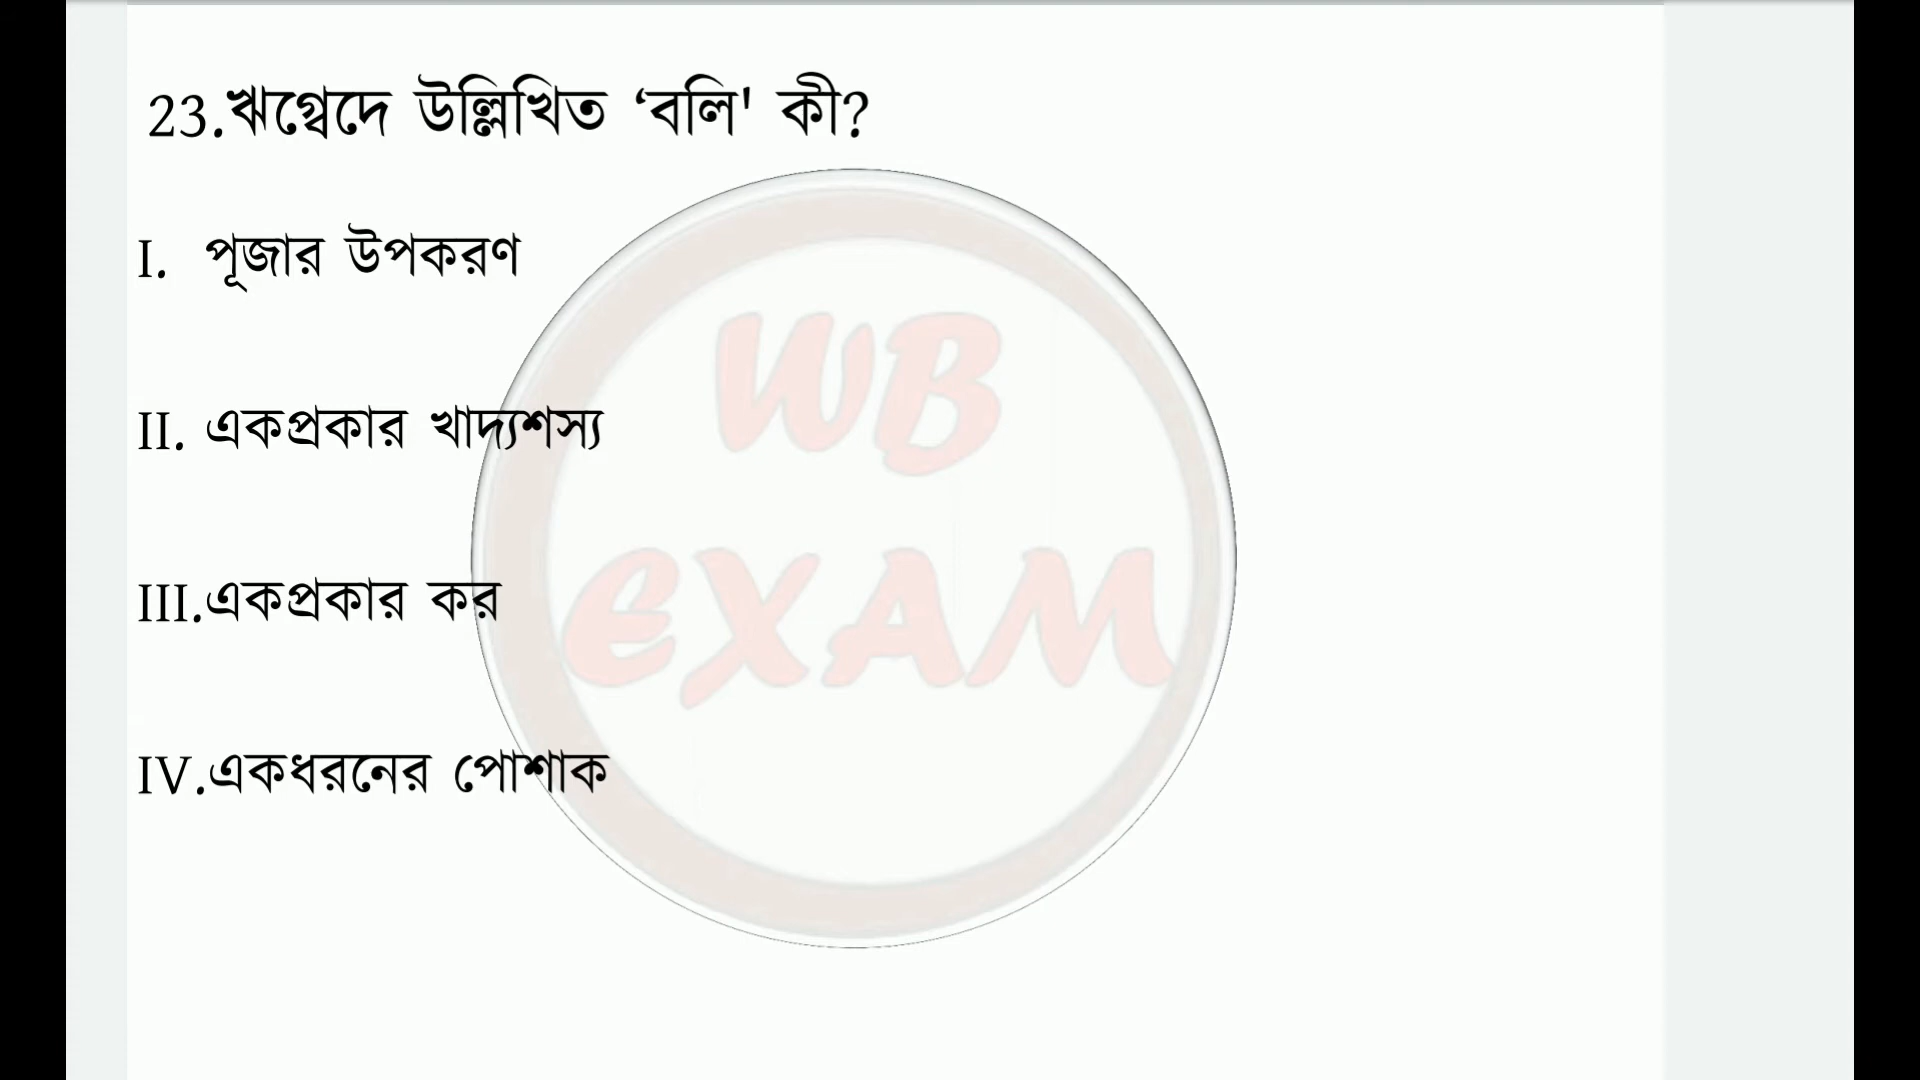 23.ঋগ্বেদে উল্লিখিত ‘বলি' কী?
I. পূজার উপকরণ
II. একপ্রকার খাদ্যশস্য
III.একপ্রকার কর
IV.একধরনের পোশাক
WB
EXAM